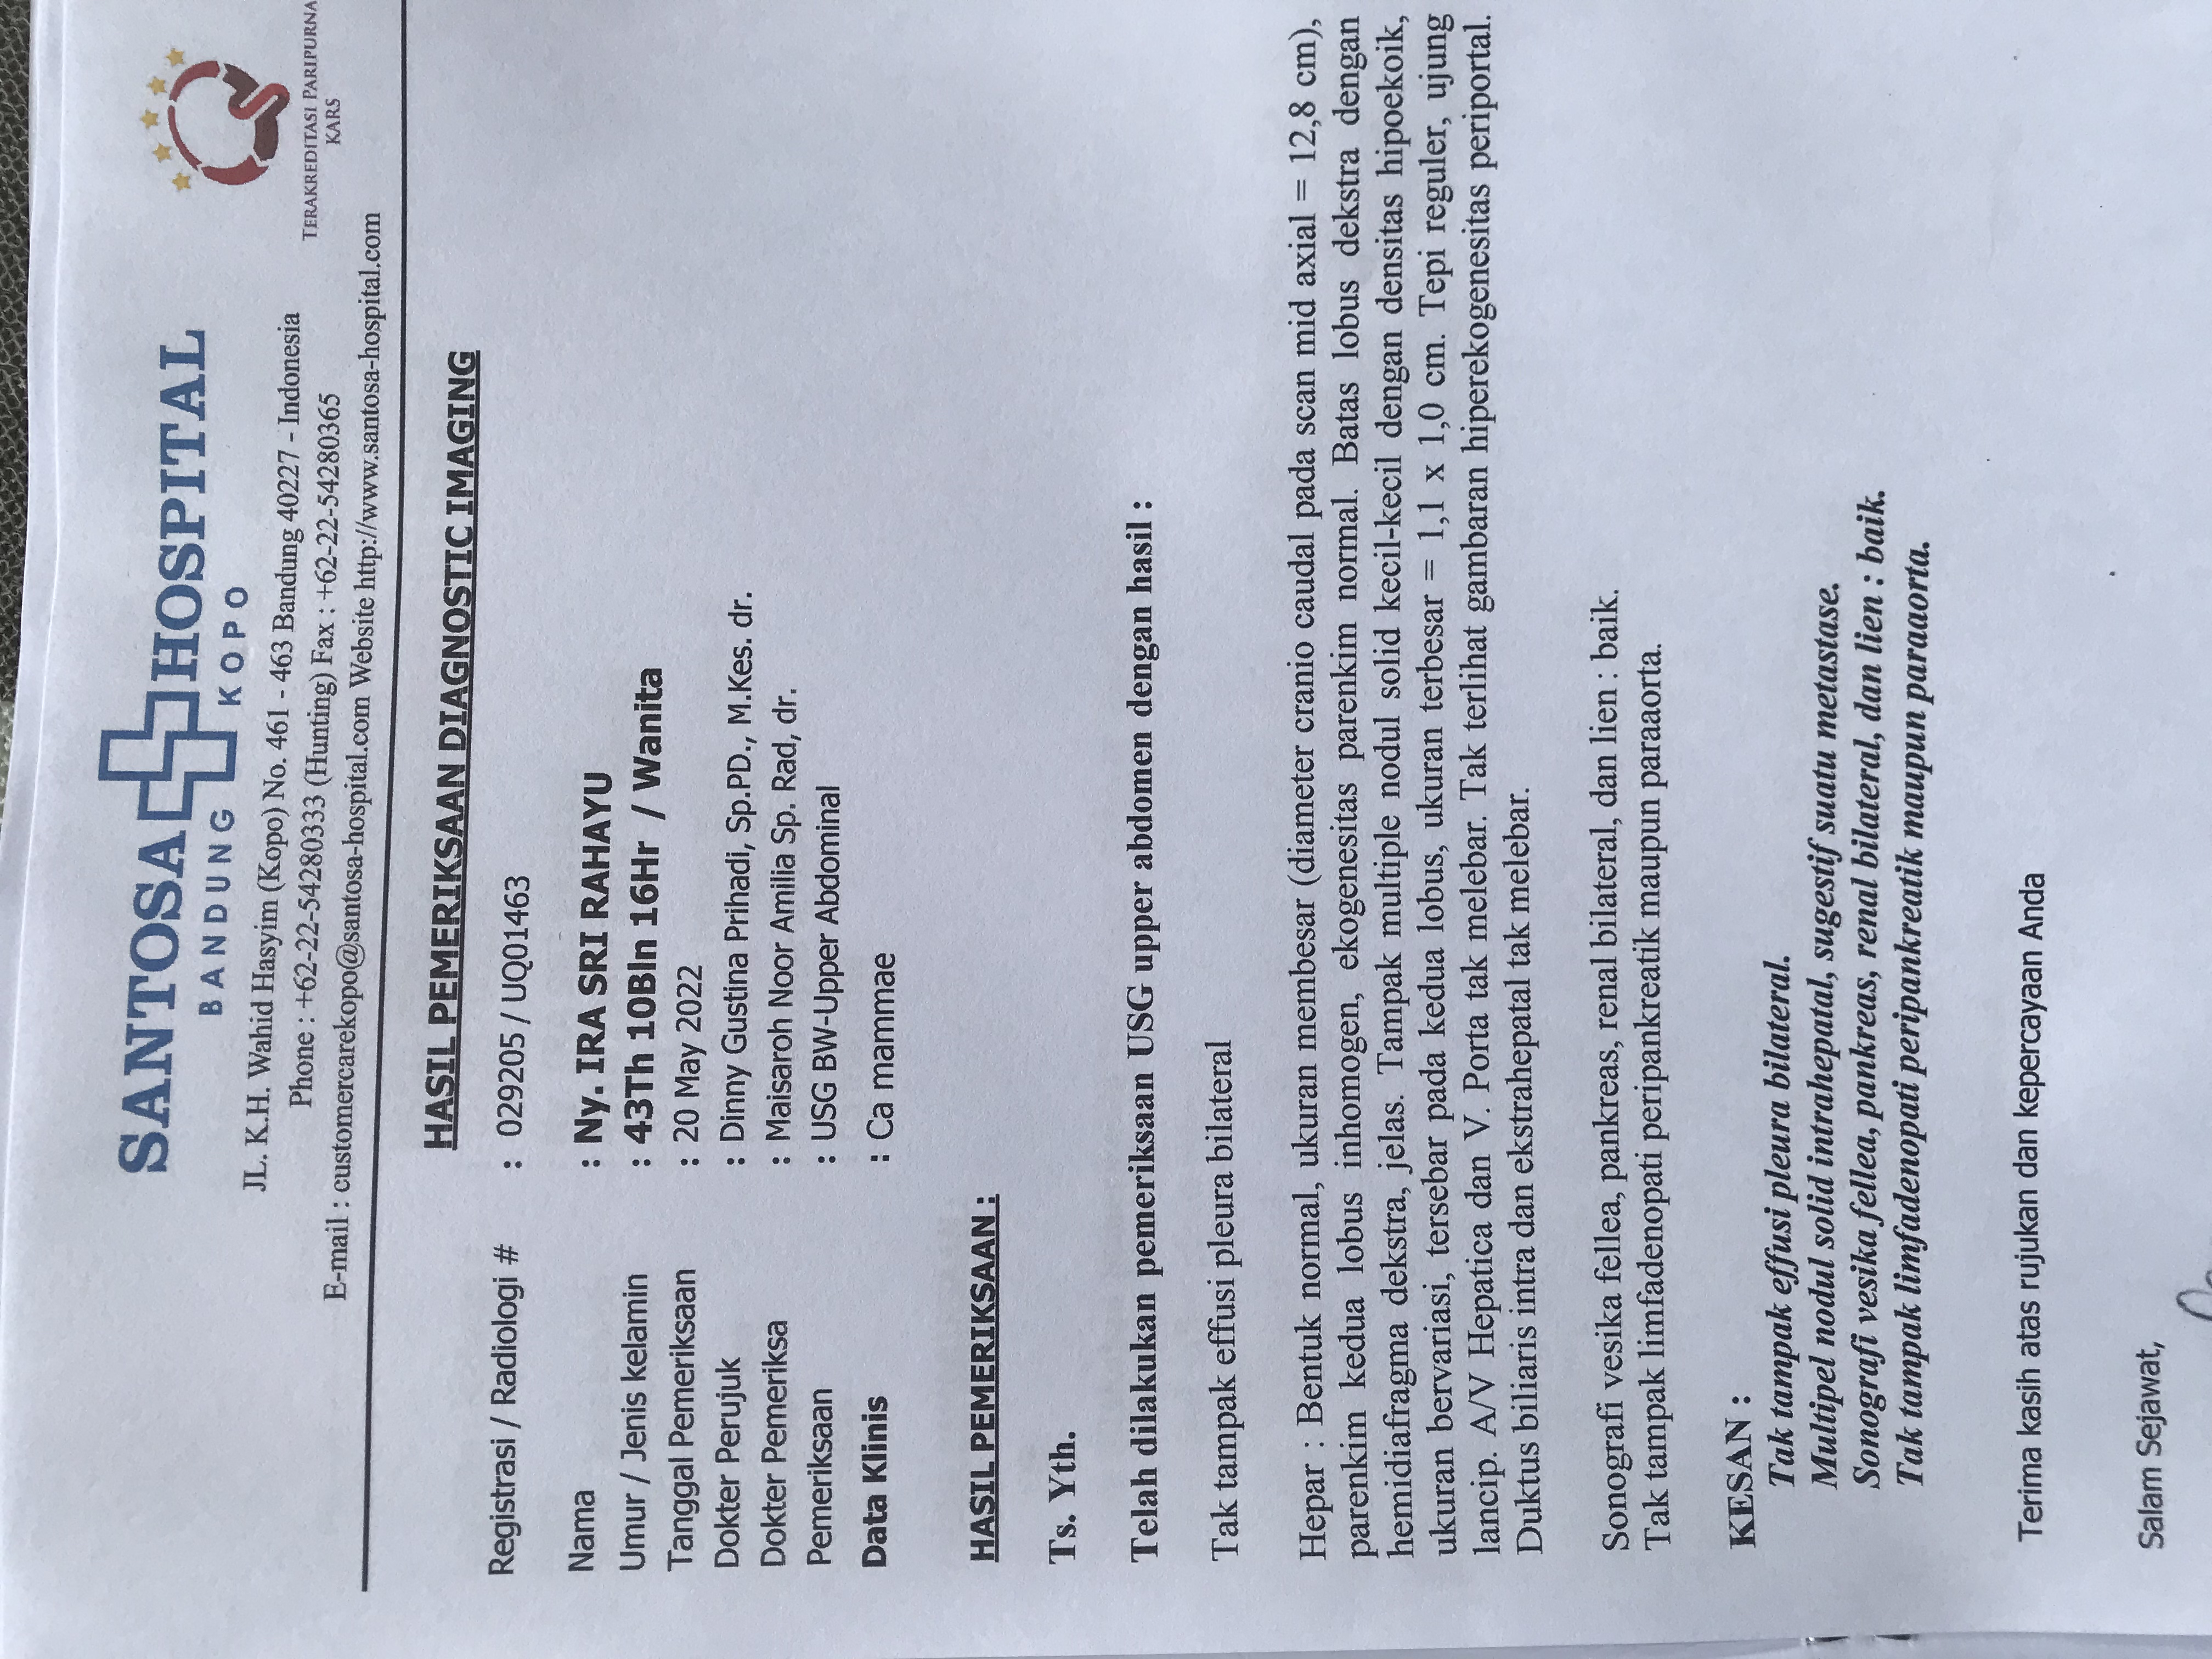 SANTOSA HOSPITAL
BANDUNG KOPO
JL. K.H. Wahid Hasyim (Kopo) No. 461 - 463 Bandung 40227 - Indonesia
Phone : +62-22-54280333 (Hunting) Fax : +62-22-54280365
E-mail : customercarekopo@santosa-hospital.com Website http://www.santosa-hospital.com
TERAKREDITASI PARIPURNA
KARS
HASIL PEMERIKSAAN DIAGNOSTIC IMAGING
Registrasi / Radiologi # : 029205 / UQ01463
Nama : Ny. IRA SRI RAHAYU
Umur / Jenis kelamin : 43Th 10Bln 16Hr / Wanita
Tanggal Pemeriksaan : 20 May 2022
Dokter Perujuk : Dinny Gustina Prihadi, Sp.PD., M.Kes. dr.
Dokter Pemeriksa : Maisaroh Noor Amilia Sp. Rad, dr.
Pemeriksaan : USG BW-Upper Abdominal
Data Klinis : Ca mammae
HASIL PEMERIKSAAN :
Ts. Yth.
Telah dilakukan pemeriksaan USG upper abdomen dengan hasil :
Tak tampak effusi pleura bilateral
Hepar : Bentuk normal, ukuran membesar (diameter cranio caudal pada scan mid axial = 12,8 cm),
parenkim kedua lobus inhomogen, ekogenesitas parenkim normal. Batas lobus dekstra dengan
hemidiafragma dekstra, jelas. Tampak multiple nodul solid kecil-kecil dengan densitas hipoekoik,
ukuran bervariasi, tersebar pada kedua lobus, ukuran terbesar = 1,1 x 1,0 cm. Tepi reguler, ujung
lancip. A/V Hepatica dan V. Porta tak melebar. Tak terlihat gambaran hiperekogenesitas periportal.
Duktus biliaris intra dan ekstrahepatal tak melebar.
Sonografi vesika fellea, pankreas, renal bilateral, dan lien : baik.
Tak tampak limfadenopati peripankreatik maupun paraaorta.
KESAN :
Tak tampak effusi pleura bilateral.
Multipel nodul solid intrahepatal, sugestif suatu metastase.
Sonografi vesika fellea, pankreas, renal bilateral, dan lien : baik.
Tak tampak limfadenopati peripankreatik maupun paraaorta.
Terima kasih atas rujukan dan kepercayaan Anda
Salam Sejawat,